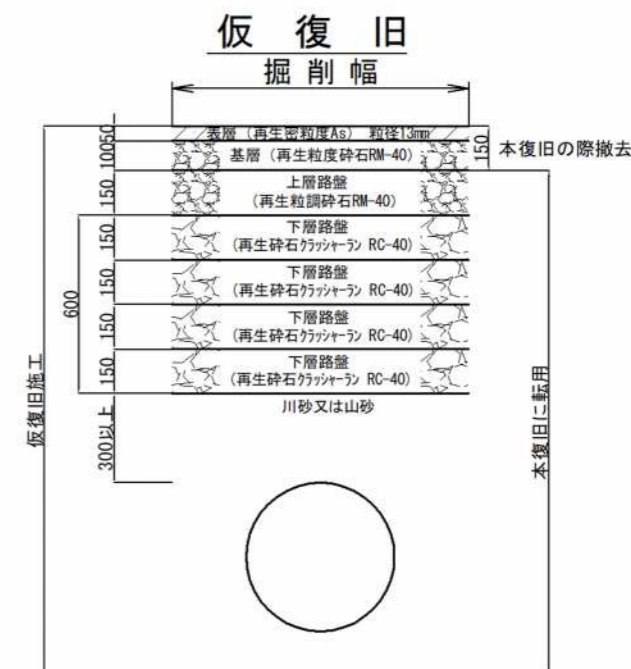 仮復旧
掘削幅
表層（再生密粒度As） 粒径13mm
50
基層（再生粒度砕石RM-40）
100
150
本復旧の際撤去
上層路盤
（再生粒調砕石RM-40）
150
下層路盤
（再生砕石クラッシャーラン RC-40）
150
下層路盤
（再生砕石クラッシャーラン RC-40）
150
下層路盤
（再生砕石クラッシャーラン RC-40）
150
下層路盤
（再生砕石クラッシャーラン RC-40）
150
600
川砂又は山砂
300以上
仮復旧施工
本復旧に転用